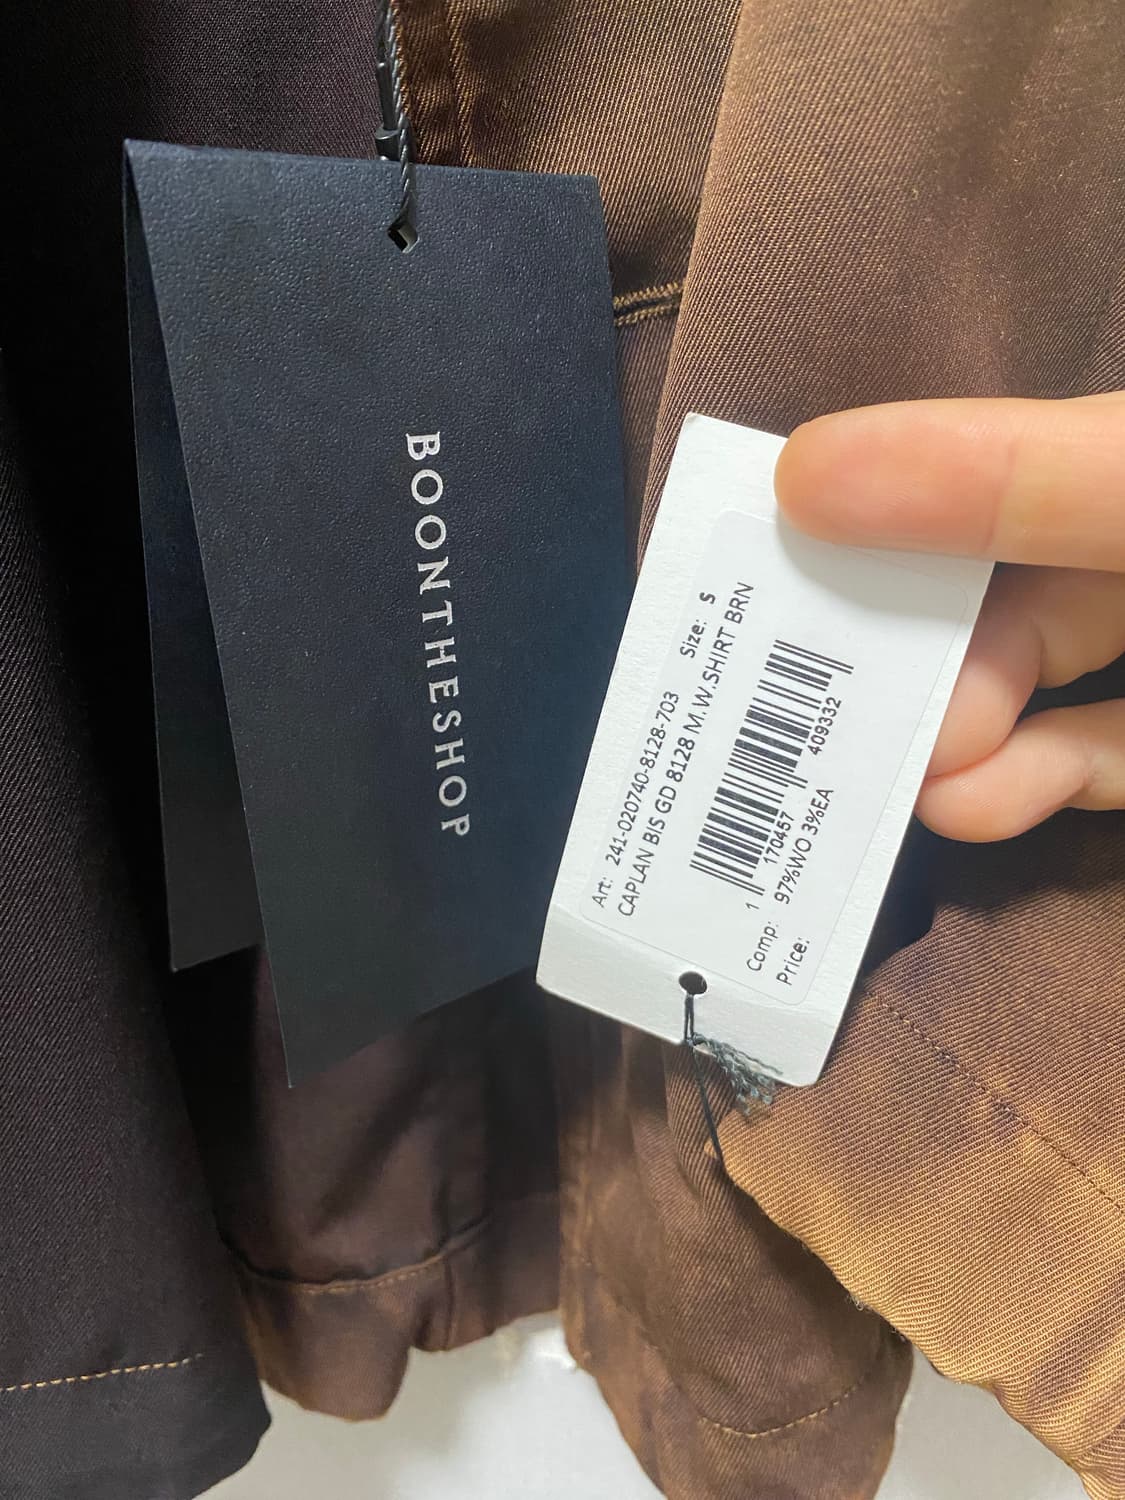 BOONTHESHOP
Art: 241-020740-8128-703 Size: S
CAPLAN BIS GD 8128 M.W.SHIRT BRN
1 170457 409332
Comp: 97%WO 3%EA
Price: